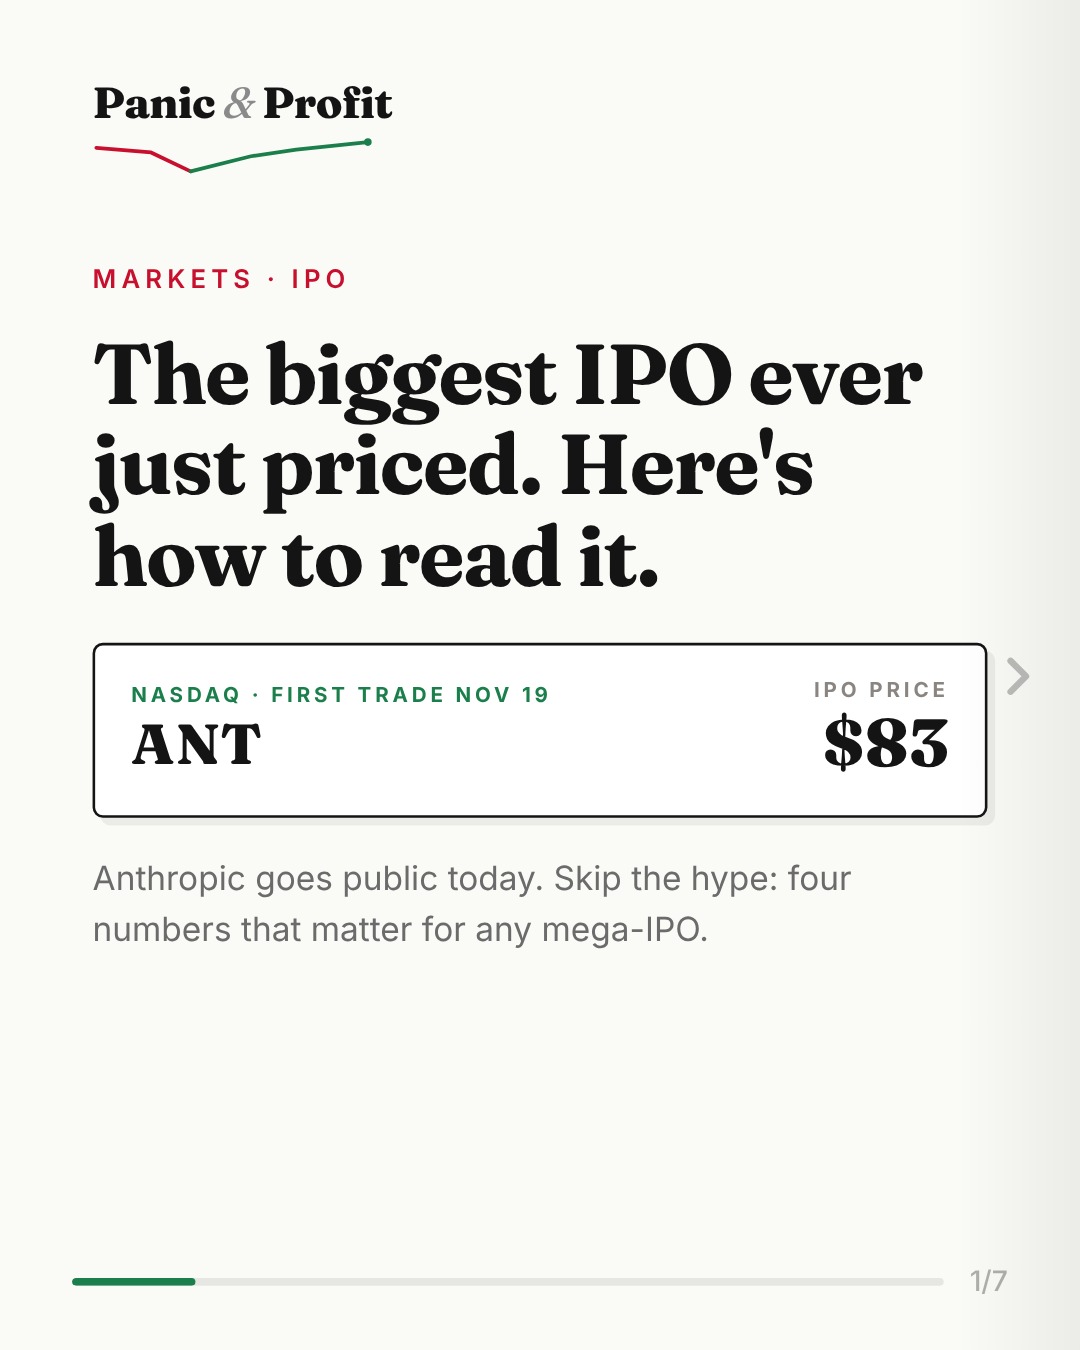 Panic & Profit
MARKETS · IPO
The biggest IPO ever
just priced. Here's
how to read it.
NASDAQ · FIRST TRADE NOV 19
ANT
IPO PRICE
$83
Anthropic goes public today. Skip the hype: four
numbers that matter for any mega-IPO.
1/7